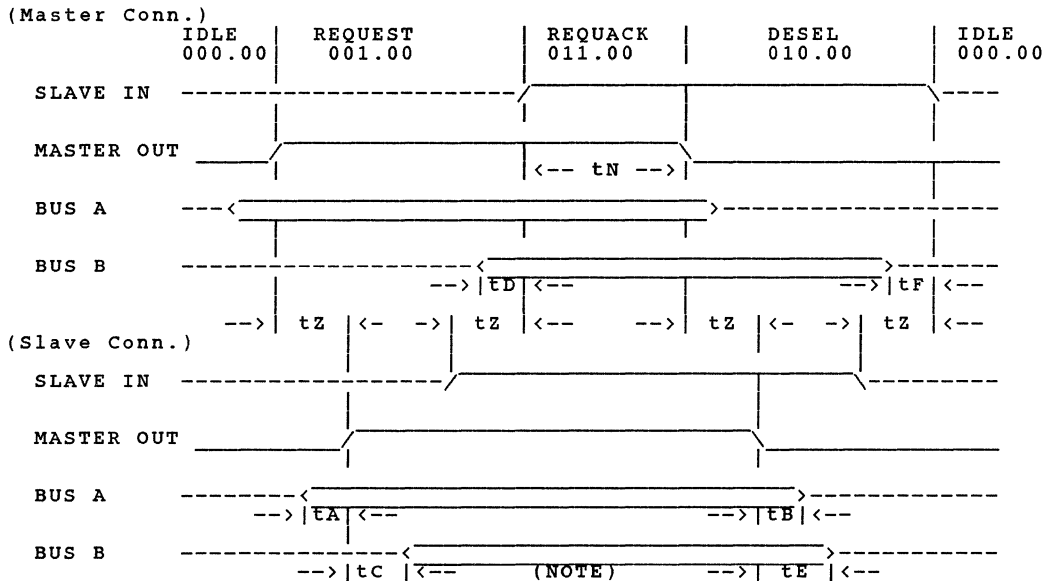 (Master Conn.)
IDLE REQUEST REQUACK DESEL IDLE
000.00 001.00 011.00 010.00 000.00
SLAVE IN
MASTER OUT
<-- tN -->
BUS A
BUS B
-->|tD|<-- -->|tF|<--
-->| tZ |<- ->| tZ |<-- -->| tZ |<- ->| tZ |<--
(Slave Conn.)
SLAVE IN
MASTER OUT
BUS A
-->|tA|<-- -->|tB|<--
BUS B
-->|tC |<-- (NOTE) -->| tE |<--